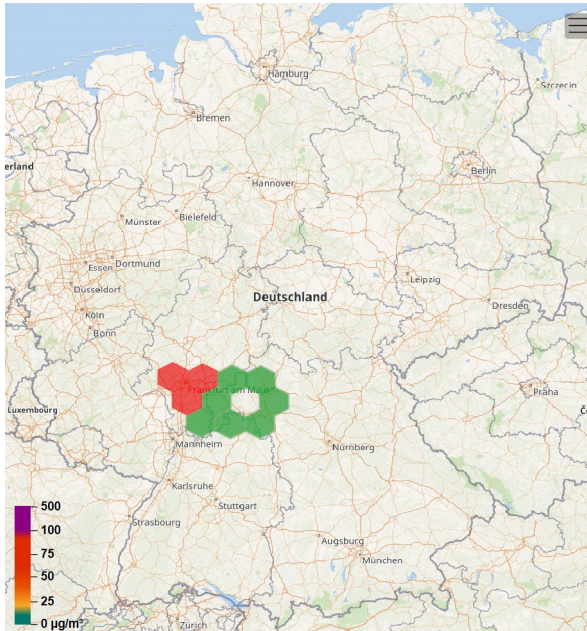 Hamburg
Szczecin
Bremen
erland
Berlin
Hannover
Münster
Bielefeld
Essen
Dortmund
Leipzig
Düsseldorf
Deutschland
Dresden
Köln
Bonn
Frankfurt am Main
Praha
Luxembourg
Mannheim
Nürnberg
Karlsruhe
Stuttgart
500
100
Strasbourg
75
Augsburg
München
50
25
0 µg/m³
Zürich